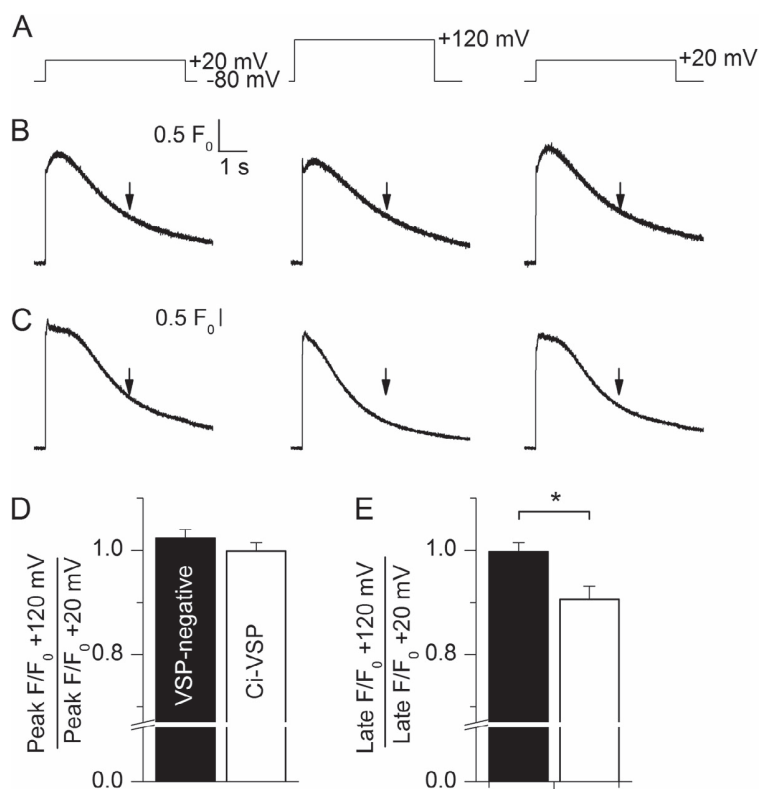 A
+20 mV
-80 mV
+120 mV
+20 mV
B
0.5 F0
1 s
C
0.5 F0
D
E
*
Peak F/F0 +120 mV
Peak F/F0 +20 mV
1.0
0.8
0.0
VSP-negative
Ci-VSP
Late F/F0 +120 mV
Late F/F0 +20 mV
1.0
0.8
0.0